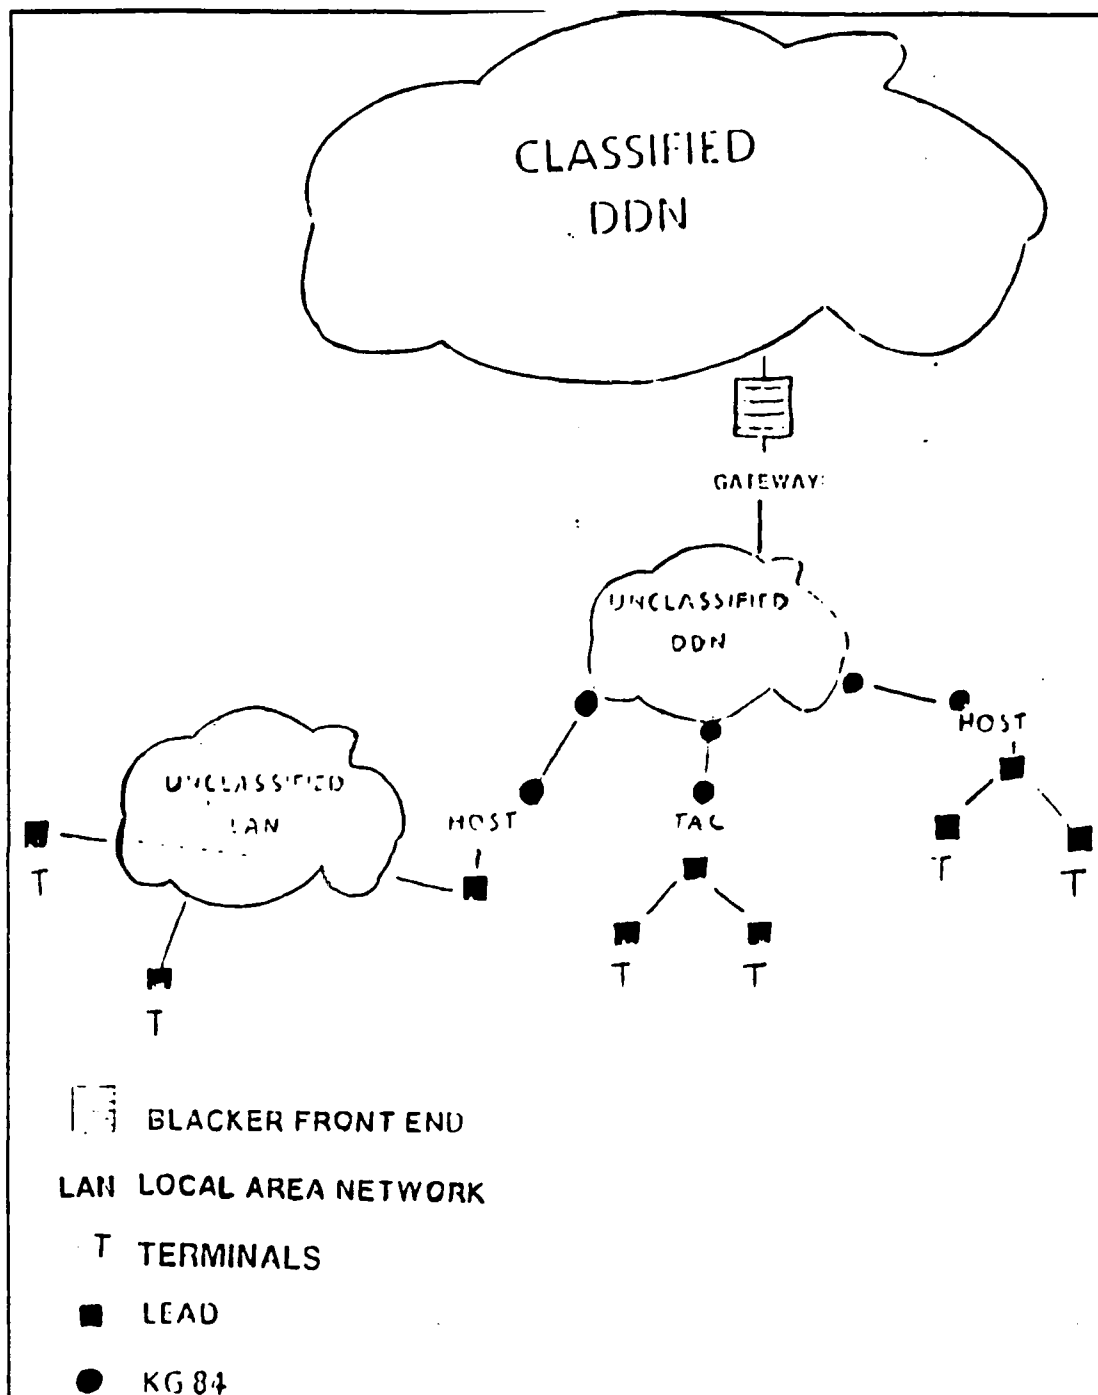 CLASSIFIED
DDN
GATEWAY
UNCLASSIFIED
DDN
HOST
UNCLASSIFIED
LAN
HOST
TAC
T
T
T
T
T
T
BLACKER FRONT END
LAN LOCAL AREA NETWORK
T TERMINALS
LEAD
KG 84